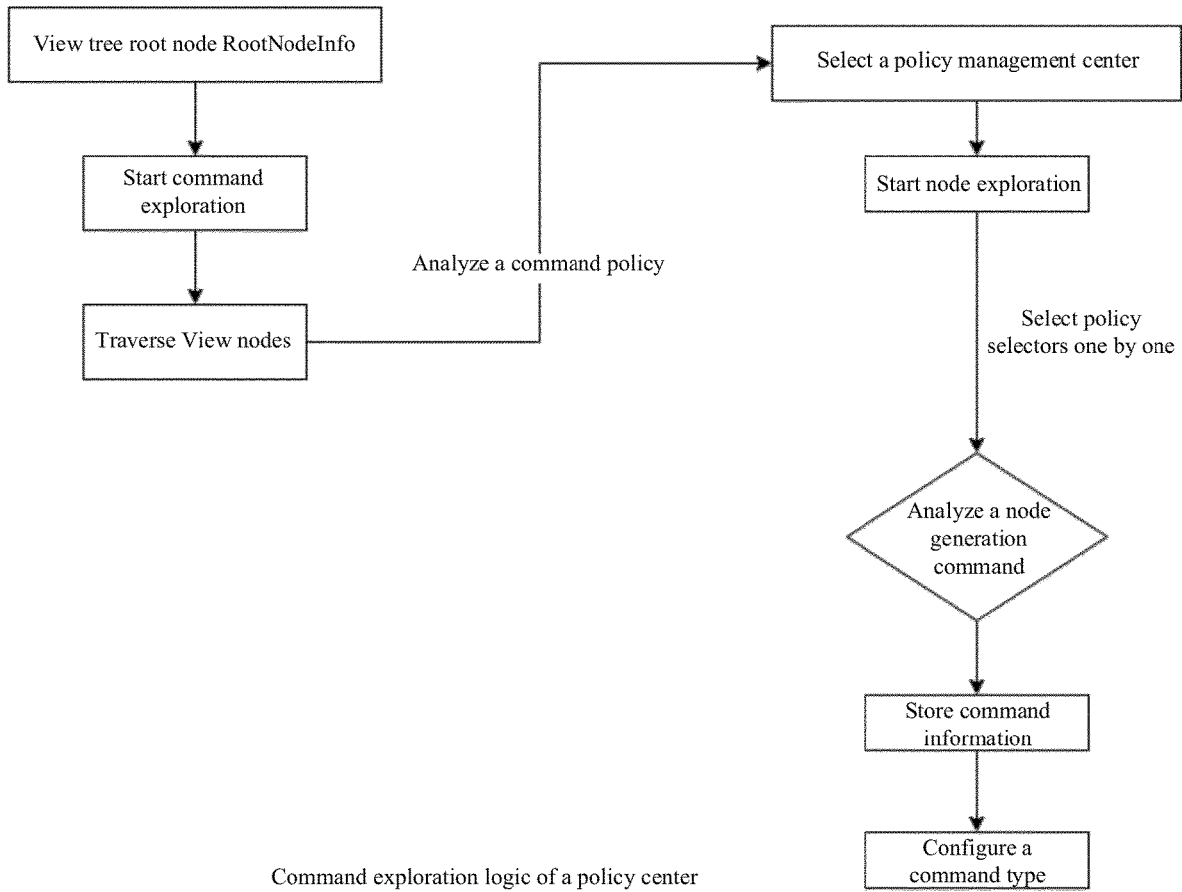 View tree root node RootNodeInfo
Start command
exploration
Traverse View nodes
Analyze a command policy
Select a policy management center
Start node exploration
Select policy
selectors one by one
Analyze a node
generation
command
Store command
information
Configure a
command type
Command exploration logic of a policy center